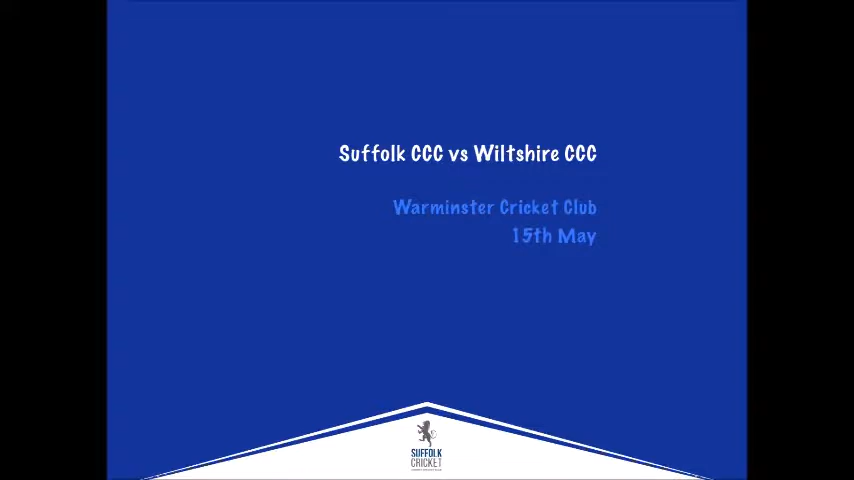 Suffolk CCC vs Wiltshire CCC
Warminster Cricket Club
15th May
SUFFOLK
CRICKET